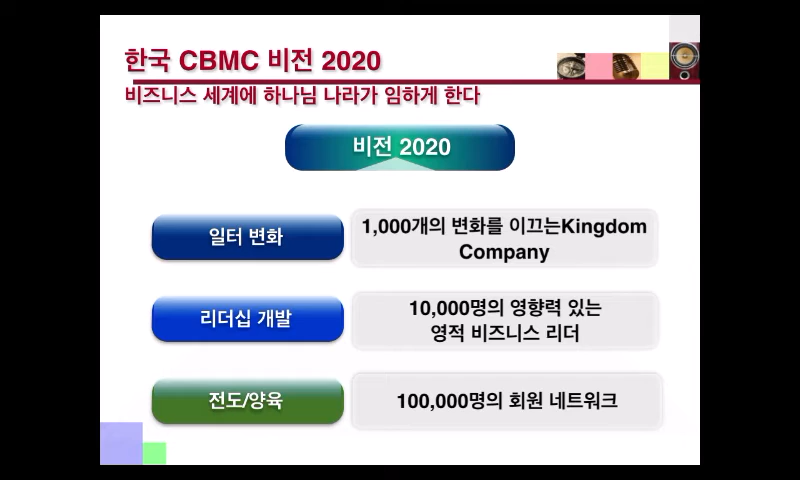 한국 CBMC 비전 2020
비즈니스 세계에 하나님 나라가 임하게 한다
비전 2020
일터 변화
1,000개의 변화를 이끄는Kingdom
Company
리더십 개발
10,000명의 영향력 있는
영적 비즈니스 리더
전도/양육
100,000명의 회원 네트워크